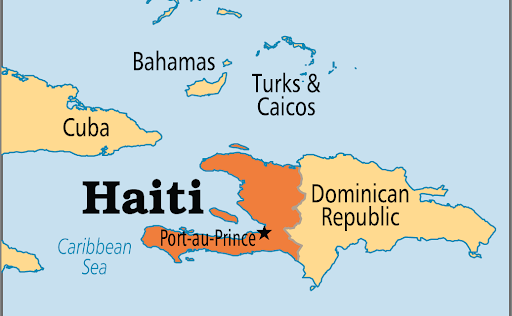 Bahamas
Turks &
Caicos
Cuba
Haiti
Dominican
Republic
Port-au-Prince
Caribbean
Sea